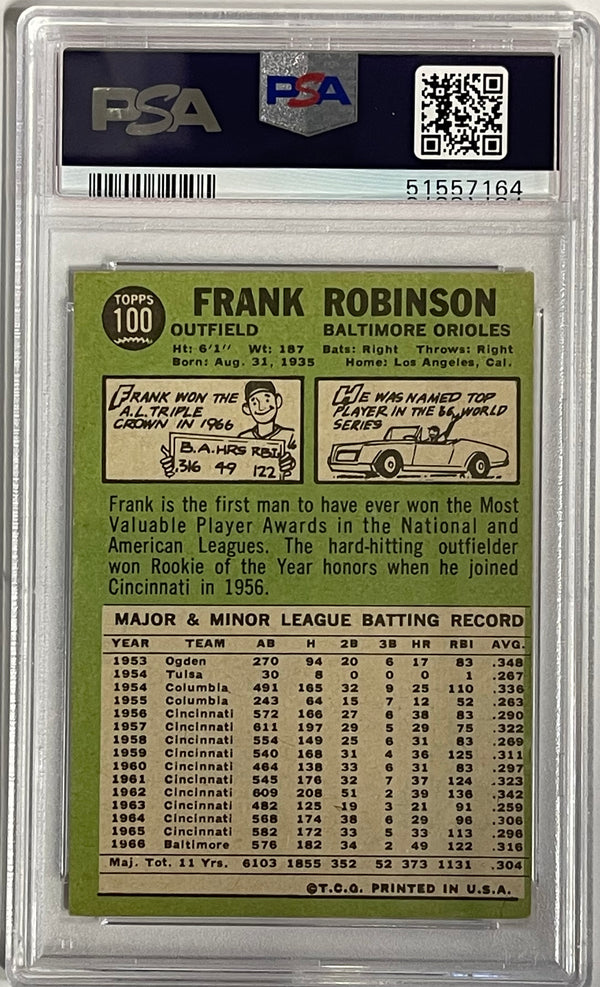 PSA
PSA
51557164
TOPPS
100
FRANK ROBINSON
OUTFIELD BALTIMORE ORIOLES
Ht: 6'1" Wt: 187 Bats: Right Throws: Right
Born: Aug. 31, 1935 Home: Los Angeles, Cal.
FRANK WON THE
A.L. TRIPLE
CROWN IN 1966
B.A. HRS RBI
.316 49 122
HE WAS NAMED TOP
PLAYER IN THE 66 WORLD
SERIES
Frank is the first man to have ever won the Most
Valuable Player Awards in the National and
American Leagues. The hard-hitting outfielder
won Rookie of the Year honors when he joined
Cincinnati in 1956.
MAJOR & MINOR LEAGUE BATTING RECORD
YEAR TEAM AB H 2B 3B HR RBI AVG.
1953 Ogden 270 94 20 6 17 83 .348
1954 Tulsa 30 8 0 0 0 1 .267
1954 Columbia 491 165 32 9 25 110 .336
1955 Columbia 243 64 15 7 12 52 .263
1956 Cincinnati 572 166 27 6 38 83 .290
1957 Cincinnati 611 197 29 5 29 75 .322
1958 Cincinnati 554 149 25 6 31 83 .269
1959 Cincinnati 540 168 31 4 36 125 .311
1960 Cincinnati 464 138 33 6 31 83 .297
1961 Cincinnati 545 176 32 7 37 124 .323
1962 Cincinnati 609 208 51 2 39 136 .342
1963 Cincinnati 482 125 19 3 21 91 .259
1964 Cincinnati 568 174 38 6 29 96 .306
1965 Cincinnati 582 172 33 5 33 113 .296
1966 Baltimore 576 182 34 2 49 122 .316
Maj. Tot. 11 Yrs. 6103 1855 352 52 373 1131 .304
©T.C.G. PRINTED IN U.S.A.